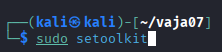 ┌──(kali㉿kali)-[~/vaja07]
└─$ sudo setoolkit